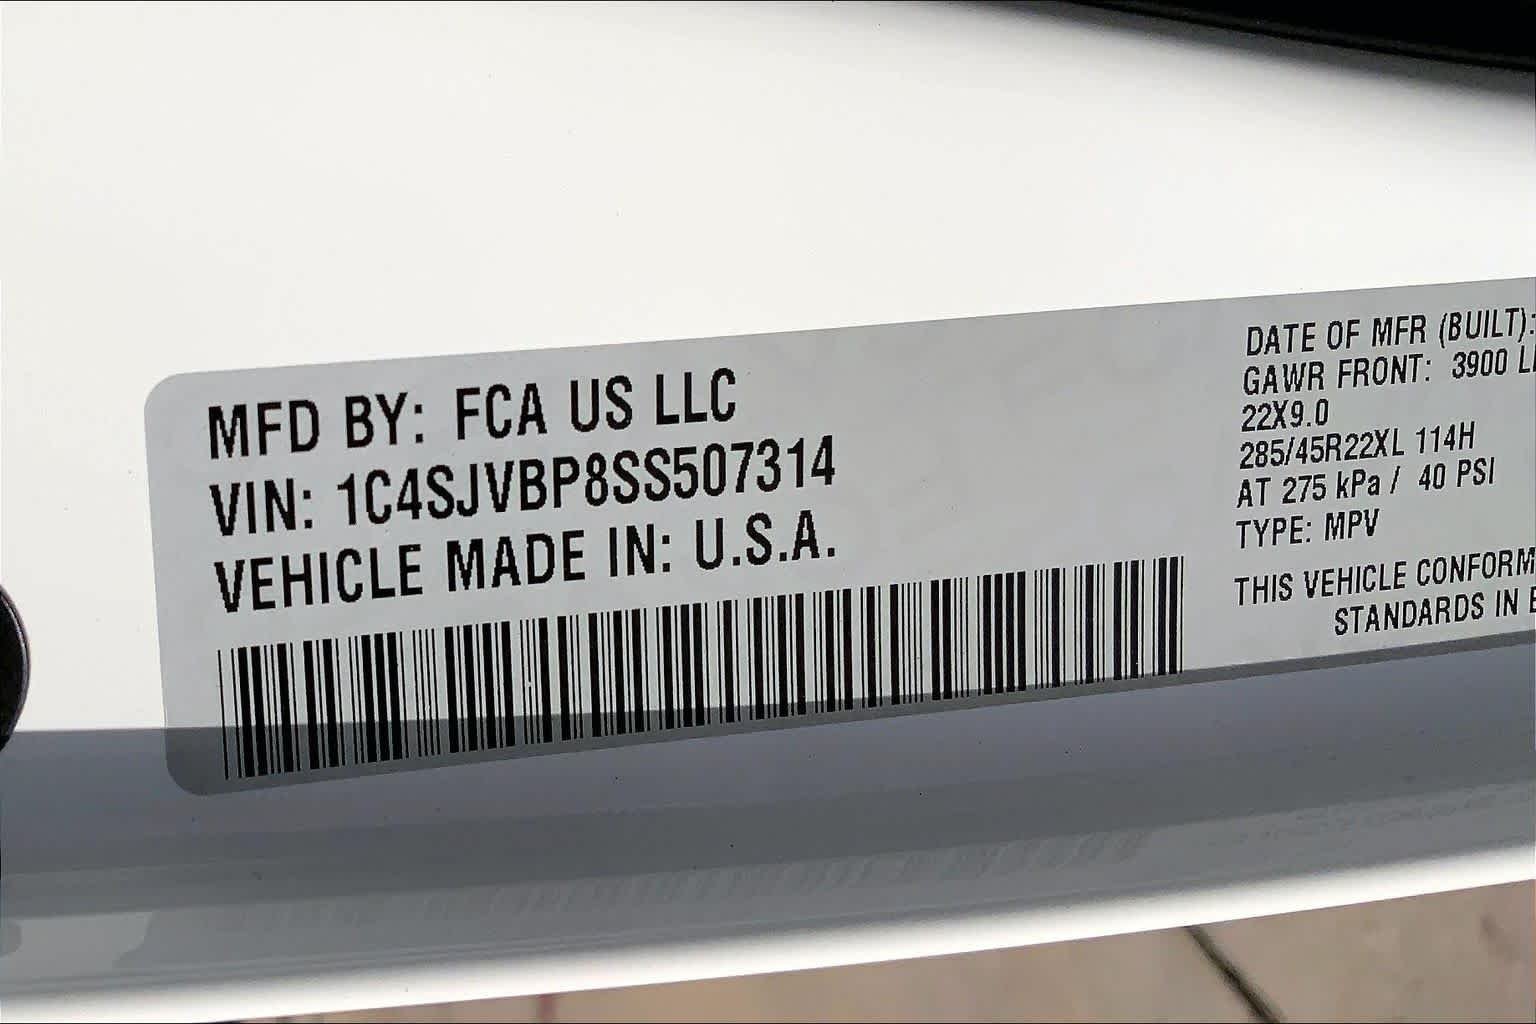 MFD BY: FCA US LLC
VIN: 1C4SJVBP8SS507314
VEHICLE MADE IN: U.S.A.
DATE OF MFR (BUILT):
GAWR FRONT: 3900
22X9.0
285/45R22XL 114H
AT 275 kPa / 40 PSI
TYPE: MPV
THIS VEHICLE CONFORM
STANDARDS IN